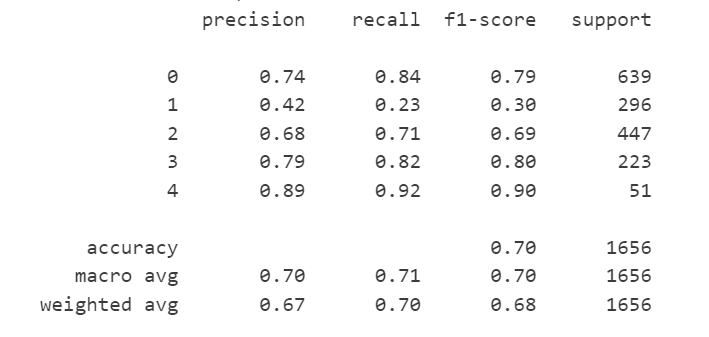 precision recall f1-score support
0 0.74 0.84 0.79 639
1 0.42 0.23 0.30 296
2 0.68 0.71 0.69 447
3 0.79 0.82 0.80 223
4 0.89 0.92 0.90 51
accuracy 0.70 1656
macro avg 0.70 0.71 0.70 1656
weighted avg 0.67 0.70 0.68 1656